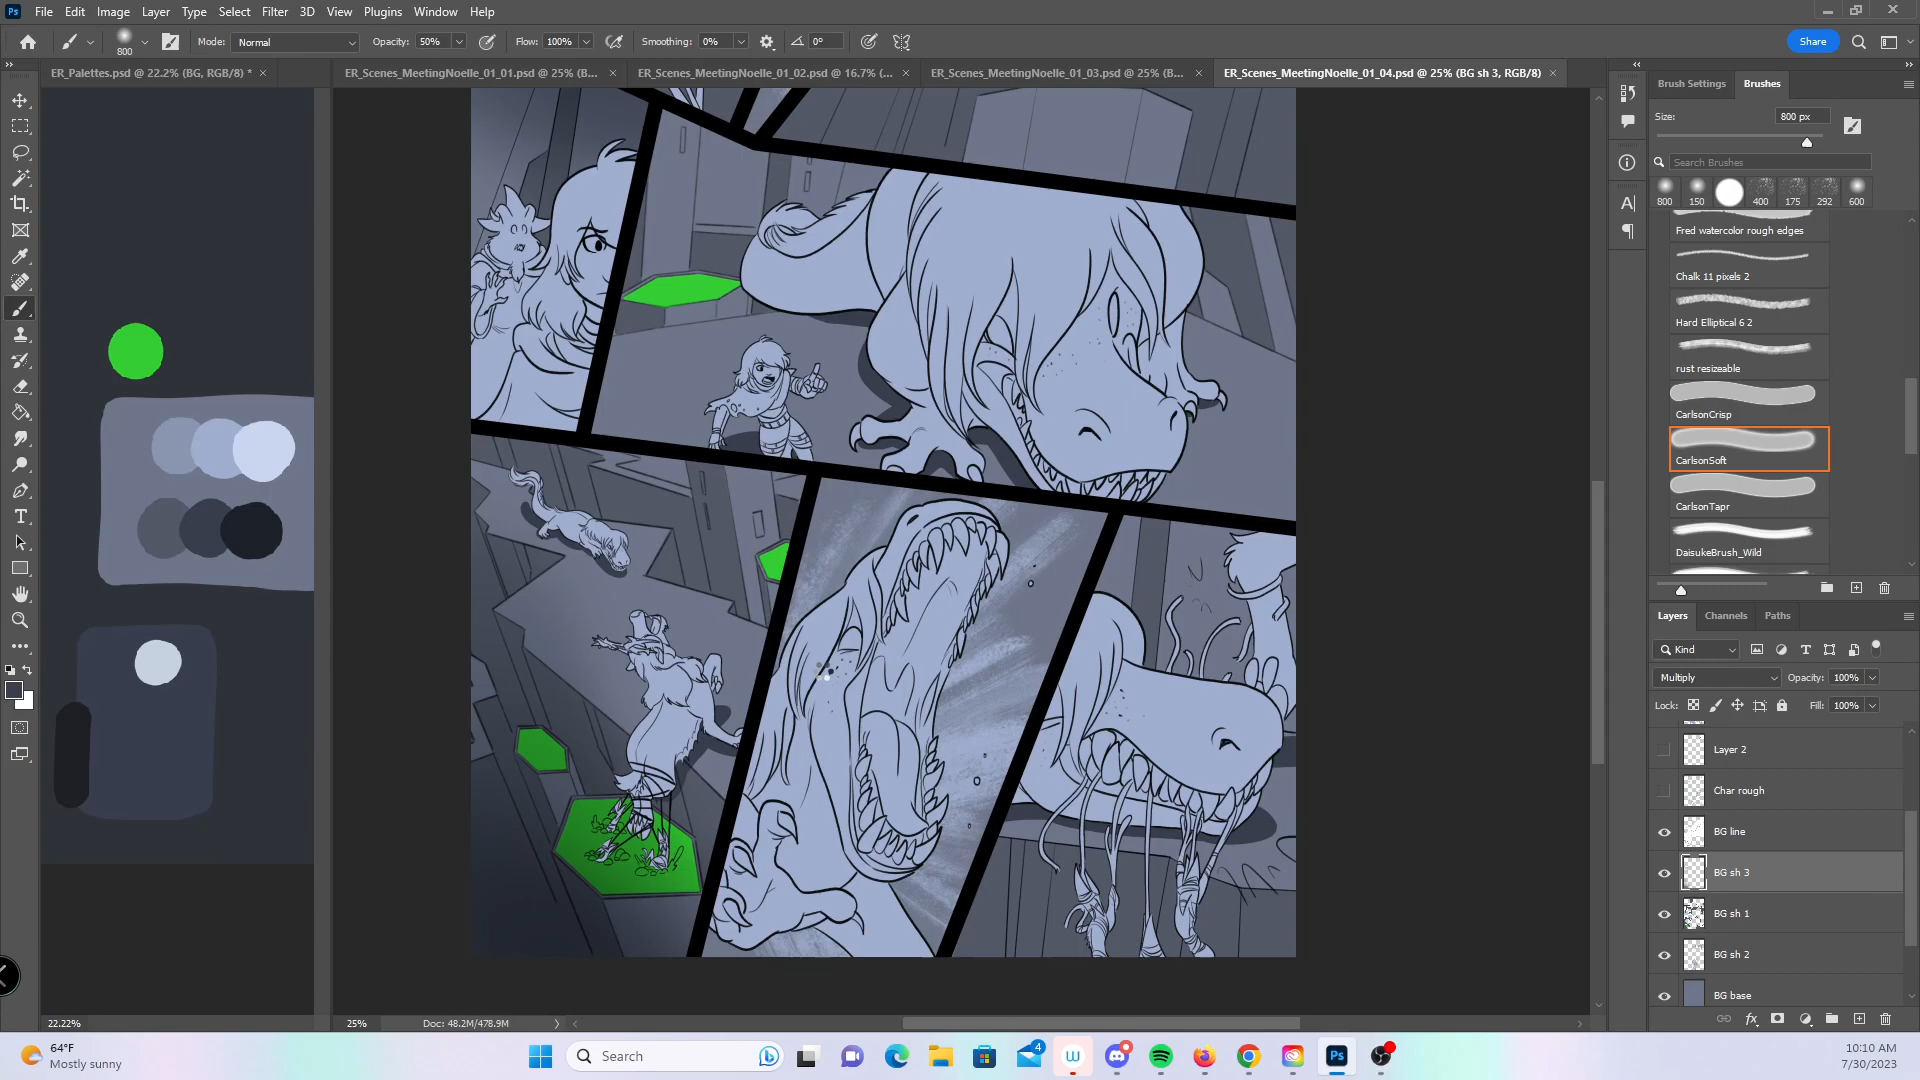 Ps File Edit Image Layer Type Select Filter 3D View Plugins Window Help
800 Mode: Normal Opacity: 50% Flow: 100% Smoothing: 0% 0° Share
ER_Palettes.psd @ 22.2% (BG, RGB/8) *
ER_Scenes_MeetingNoelle_01_01.psd @ 25% (B...
ER_Scenes_MeetingNoelle_01_02.psd @ 16.7% (...
ER_Scenes_MeetingNoelle_01_03.psd @ 25% (B...
ER_Scenes_MeetingNoelle_01_04.psd @ 25% (BG sh 3, RGB/8)
Brush Settings Brushes
Size: 800 px
Search Brushes
800 150 400 175 292 600
Fred watercolor rough edges
Chalk 11 pixels 2
Hard Elliptical 6 2
rust resizeable
CarlsonCrisp
CarlsonSoft
CarlsonTapr
DaisukeBrush_Wild
Layers Channels Paths
Kind
Multiply Opacity: 100%
Lock: Fill: 100%
Layer 2
Char rough
BG line
BG sh 3
BG sh 1
BG sh 2
BG base
22.22% 25% Doc: 48.2M/478.9M
64°F
Mostly sunny
Search
4
Ps
10:10 AM
7/30/2023